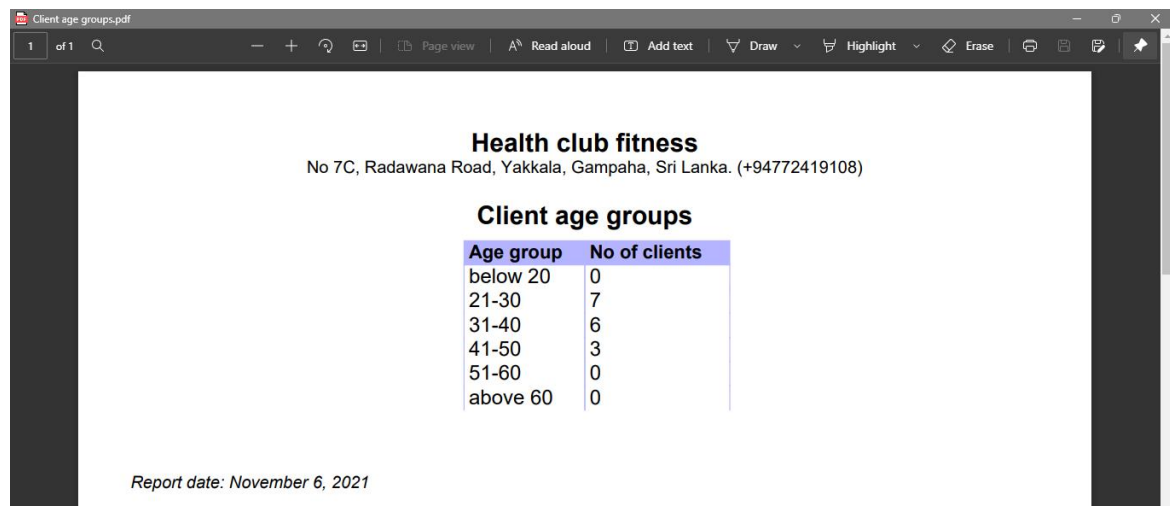 Client age groups.pdf
1 of 1 Page view Read aloud Add text Draw Highlight Erase
Health club fitness
No 7C, Radawana Road, Yakkala, Gampaha, Sri Lanka. (+94772419108)
Client age groups
Age group No of clients
below 20 0
21-30 7
31-40 6
41-50 3
51-60 0
above 60 0
Report date: November 6, 2021